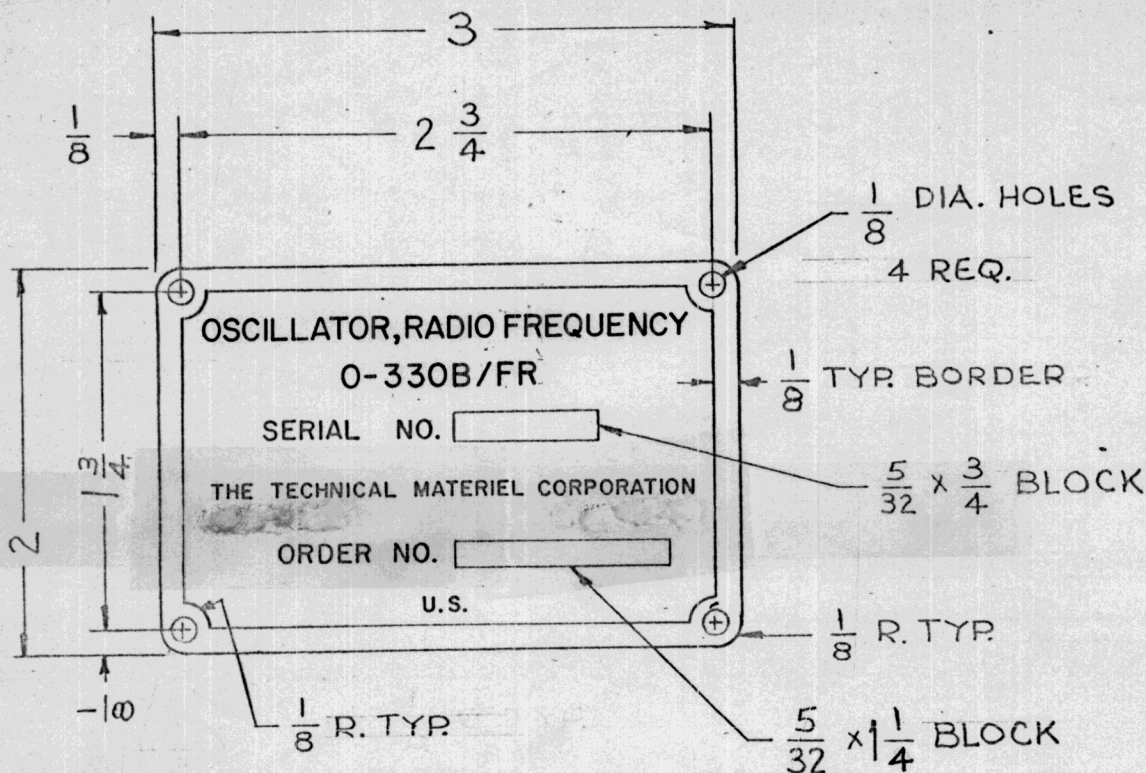 3
1/8
2 3/4
1/8 DIA. HOLES
4 REQ.
OSCILLATOR, RADIO FREQUENCY
O-330B/FR
1/8 TYP. BORDER
SERIAL NO.
1 3/4
5/32 x 3/4 BLOCK
THE TECHNICAL MATERIEL CORPORATION
2
ORDER NO.
U.S.
1/8 R. TYP.
1/8
1/8 R. TYP.
5/32 x 1 1/4 BLOCK